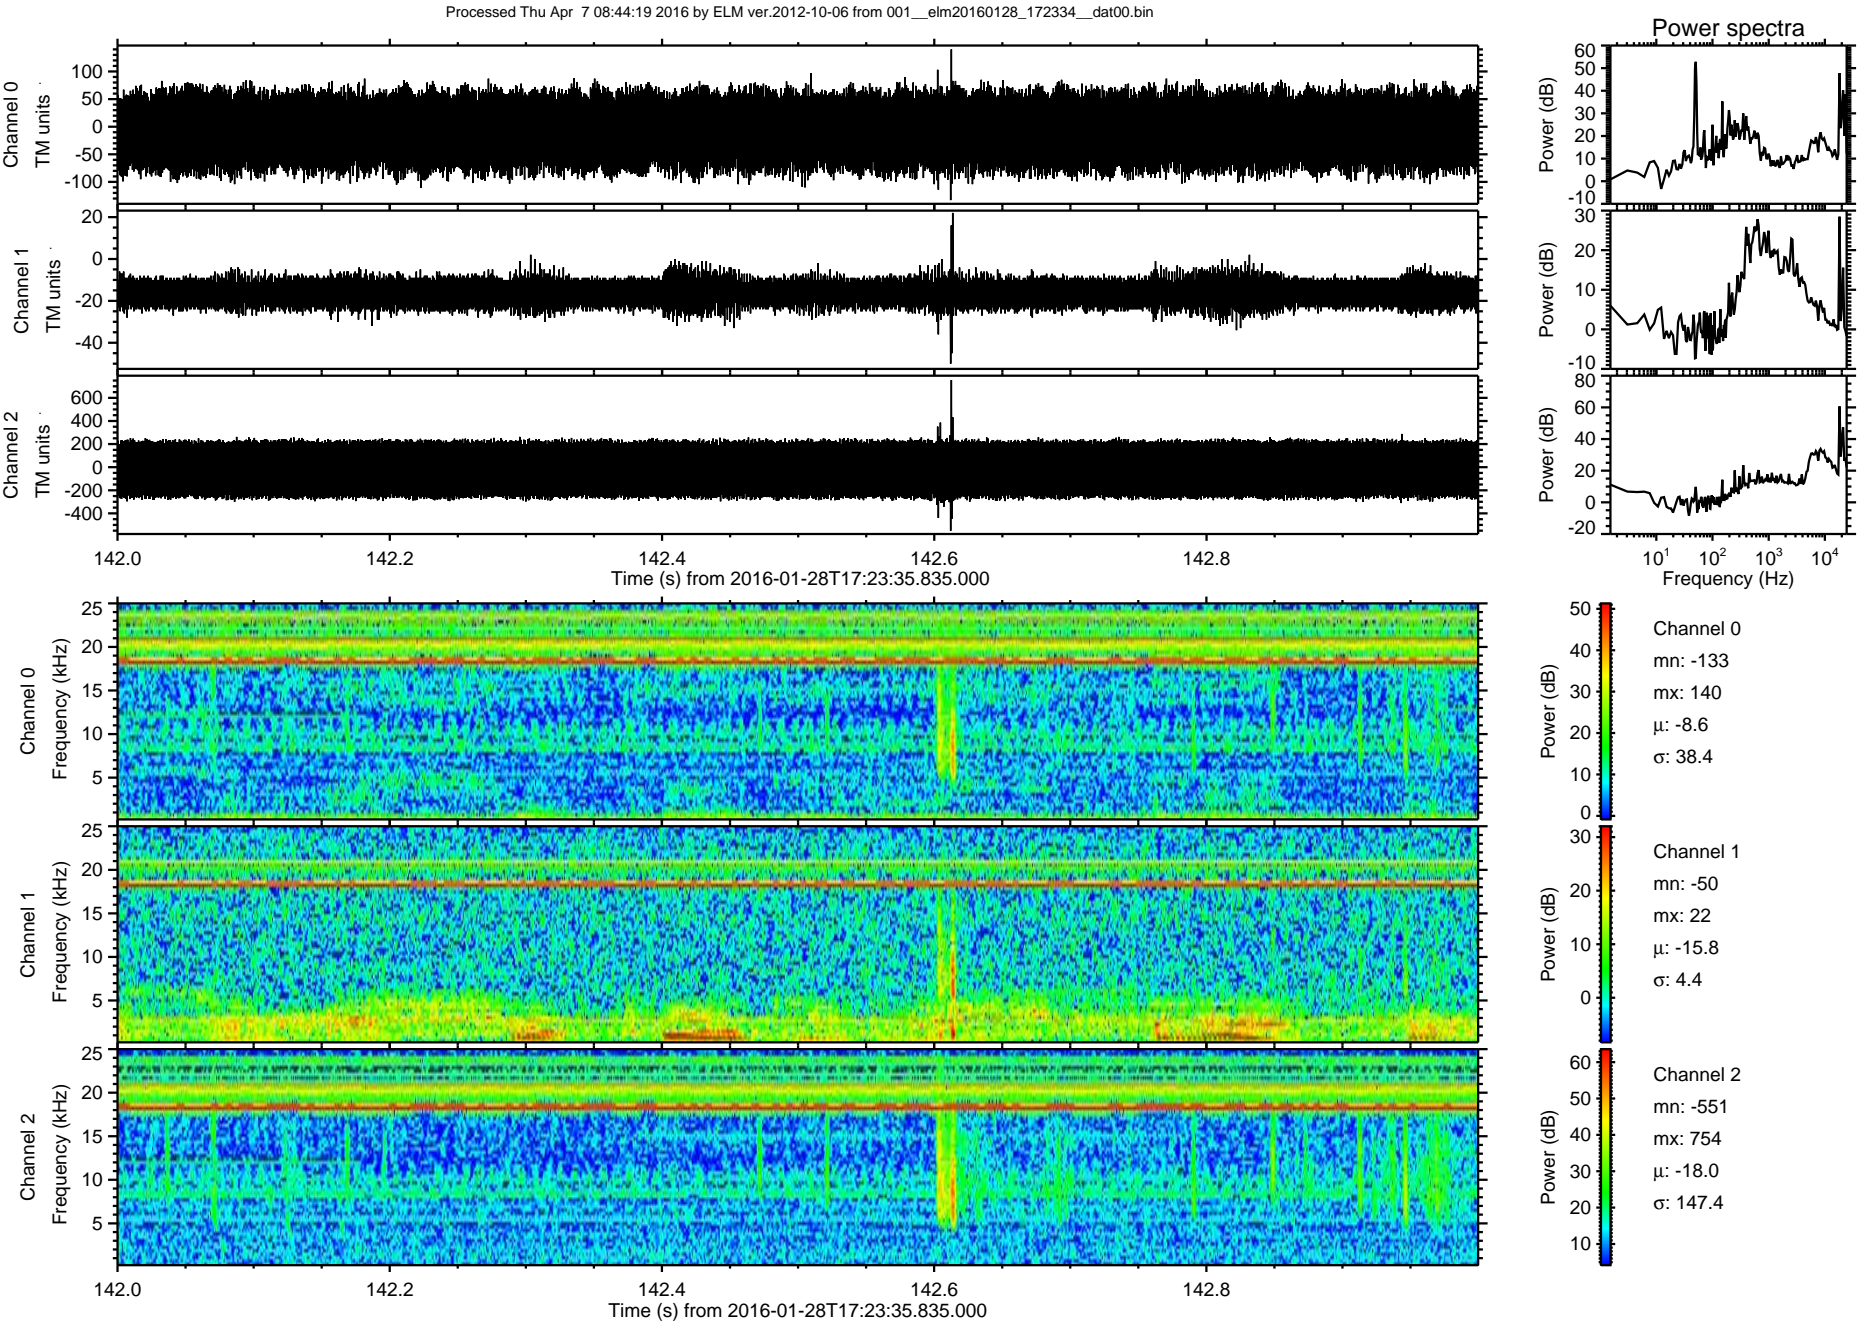 Processed Thu Apr  7 08:44:19 2016 by ELM ver.2012-10-06 from 001__elm20160128_172334__dat00.bin
Power spectra
Channel 0
TM units
100
50
0
-50
-100
Power (dB)
60
50
40
30
20
10
0
-10
Channel 1
TM units
20
0
-20
-40
Power (dB)
30
20
10
0
-10
Channel 2
TM units
600
400
200
0
-200
-400
Power (dB)
80
60
40
20
0
-20
142.0 142.2 142.4 142.6 142.8
Time (s) from 2016-01-28T17:23:35.835.000
10¹ 10² 10³ 10⁴
Frequency (Hz)
Channel 0
Frequency (kHz)
25
20
15
10
5
Power (dB)
50
40
30
20
10
0
Channel 0
mn: -133
mx: 140
μ: -8.6
σ: 38.4
Channel 1
Frequency (kHz)
25
20
15
10
5
Power (dB)
30
20
10
0
Channel 1
mn: -50
mx: 22
μ: -15.8
σ: 4.4
Channel 2
Frequency (kHz)
25
20
15
10
5
Power (dB)
60
50
40
30
20
10
Channel 2
mn: -551
mx: 754
μ: -18.0
σ: 147.4
142.0 142.2 142.4 142.6 142.8
Time (s) from 2016-01-28T17:23:35.835.000